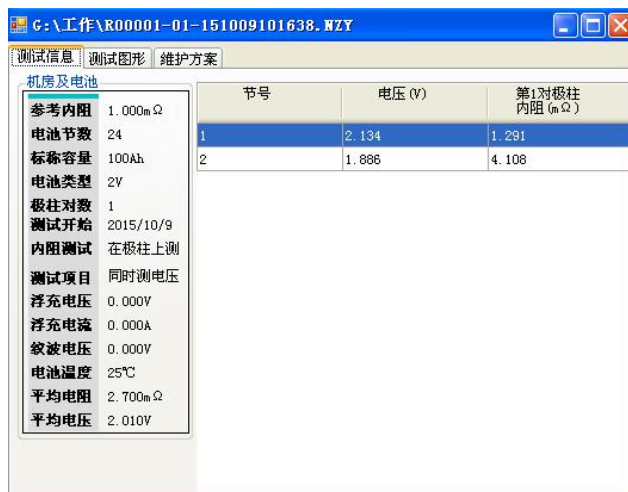 G:\工作\R00001-01-151009101638.NZY
测试信息 测试图形 维护方案
机房及电池
参考内阻 1.000mΩ
电池节数 24
标称容量 100Ah
电池类型 2V
极柱对数 1
测试开始 2015/10/9
内阻测试 在极柱上测
测试项目 同时测电压
浮充电压 0.000V
浮充电流 0.000A
纹波电压 0.000V
电池温度 25℃
平均电阻 2.700mΩ
平均电压 2.010V
节号 电压(V) 第1对极柱
内阻(mΩ)
1 2.134 1.291
2 1.886 4.108